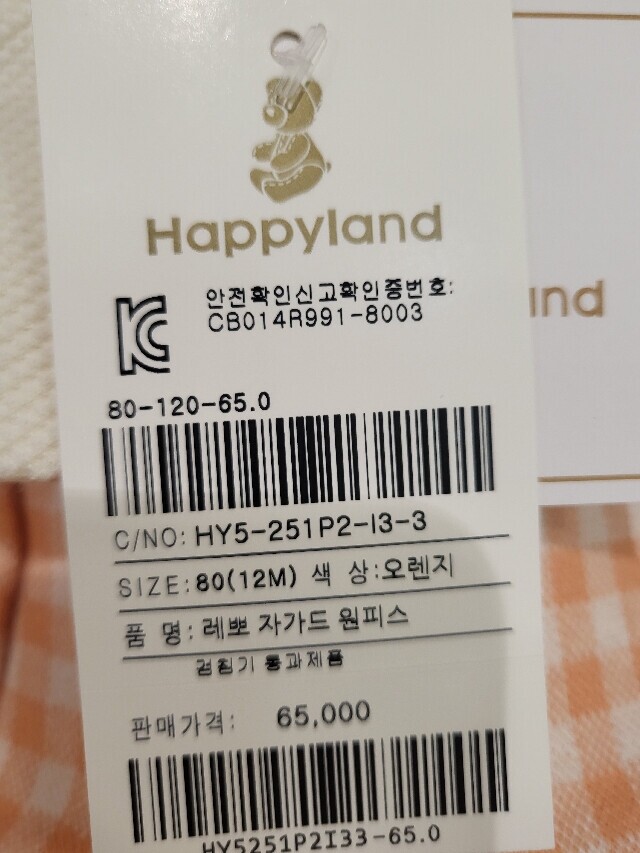 Happyland
안전확인신고확인증번호:
CB014R991-8003
80-120-65.0
C/NO: HY5-251P2-I3-3
SIZE: 80(12M) 색 상: 오렌지
품 명: 레뽀 자가드 원피스
검침기 통과제품
판매가격: 65,000
HY5251P2I33-65.0
and